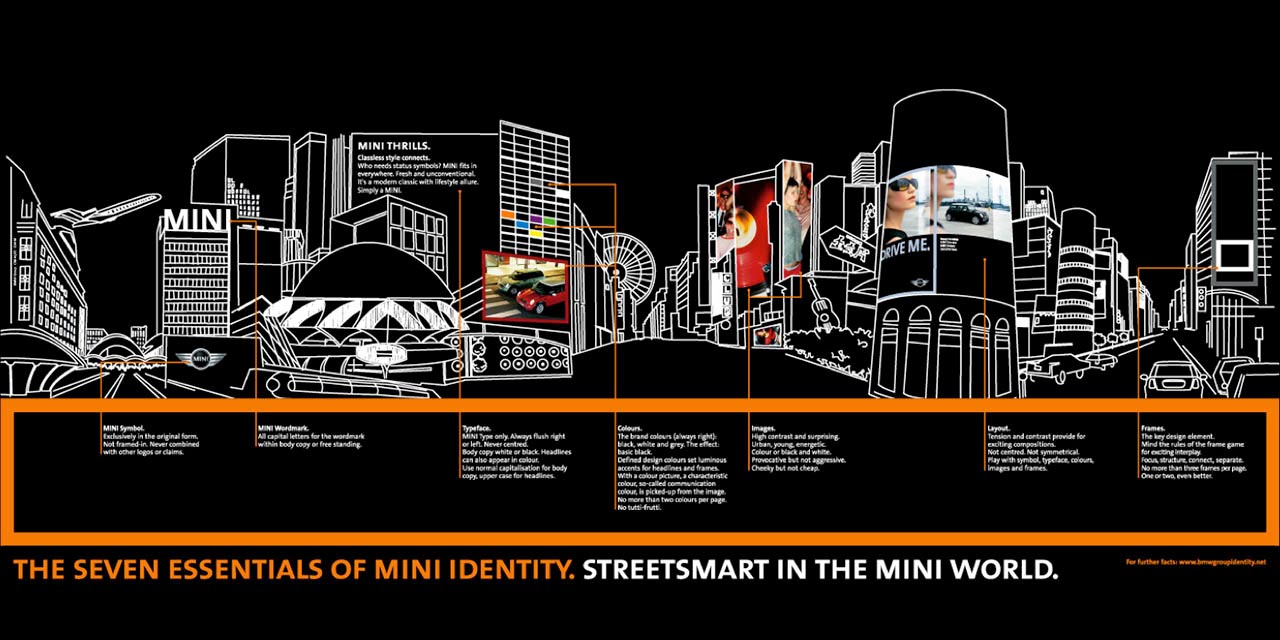 MINI THRILLS.
Classless style connects.
Who needs status symbols? MINI fits in
everywhere. Fresh and unconventional.
It's a modern classic with lifestyle allure.
Simply a MINI.
MINI
MINI
DRIVE ME.
MINI Symbol.
Exclusively in the original form.
Not framed-in. Never combined
with other logos or claims.
MINI Wordmark.
All capital letters for the wordmark
within body copy or free standing.
Typeface.
MINI Type only. Always flush right
or left. Never centred.
Body copy white or black. Headlines
can also appear in colour.
Use normal capitalisation for body
copy, upper case for headlines.
Colours.
The brand colours (always right):
black, white and grey. The effect:
basic black.
Defined design colours set luminous
accents for headlines and frames.
With a colour picture, a characteristic
colour, so-called communication
colour, is picked-up from the image.
No more than two colours per page.
No tutti-frutti.
Images.
High contrast and surprising.
Urban, young, energetic.
Colour or black and white.
Provocative but not aggressive.
Cheeky but not cheap.
Layout.
Tension and contrast provide for
exciting compositions.
Not centred. Not symmetrical.
Play with symbol, typeface, colours,
images and frames.
Frames.
The key design element.
Mind the rules of the frame game
for exciting interplay.
Focus, structure, connect, separate.
No more than three frames per page.
One or two, even better.
THE SEVEN ESSENTIALS OF MINI IDENTITY. STREETSMART IN THE MINI WORLD.
For further facts: www.bmwgroupidentity.net